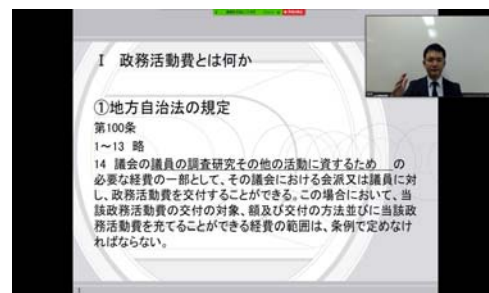 Ⅰ 政務活動費とは何か
①地方自治法の規定
第100条
1～13 略
14 議会の議員の調査研究その他の活動に資するため の
必要な経費の一部として、その議会における会派又は議員に対
し、政務活動費を交付することができる。この場合において、当
該政務活動費の交付の対象、額及び交付の方法並びに当該政
務活動費を充てることができる経費の範囲は、条例で定めなけ
ればならない。